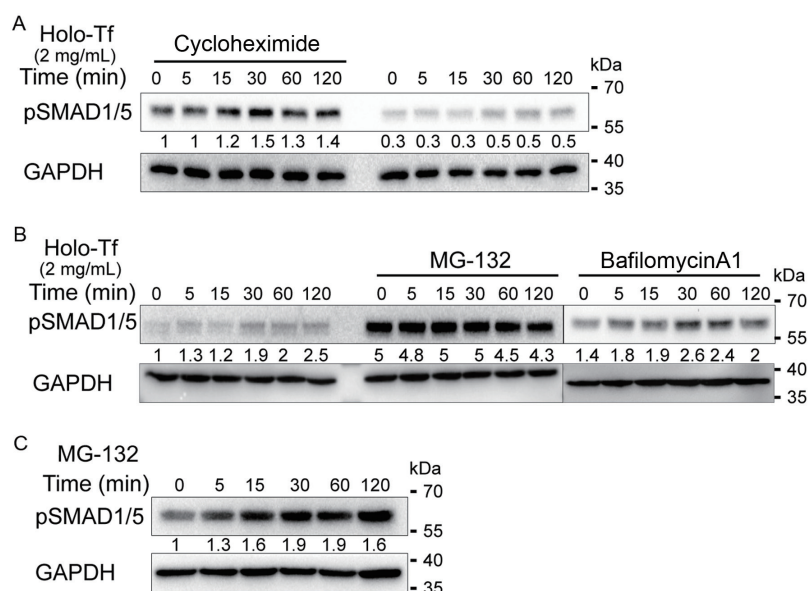 A
Holo-Tf
(2 mg/mL)
Cycloheximide
Time (min) 0 5 15 30 60 120 0 5 15 30 60 120 kDa
70
pSMAD1/5
55
1 1 1.2 1.5 1.3 1.4 0.3 0.3 0.3 0.5 0.5 0.5
40
GAPDH
35
B
Holo-Tf
(2 mg/mL)
MG-132 BafilomycinA1
kDa
Time (min) 0 5 15 30 60 120 0 5 15 30 60 120 0 5 15 30 60 120
70
pSMAD1/5
55
1 1.3 1.2 1.9 2 2.5 5 4.8 5 5 4.5 4.3 1.4 1.8 1.9 2.6 2.4 2
40
GAPDH
35
C
MG-132
kDa
Time (min) 0 5 15 30 60 120
70
pSMAD1/5
55
1 1.3 1.6 1.9 1.9 1.6
40
GAPDH
35